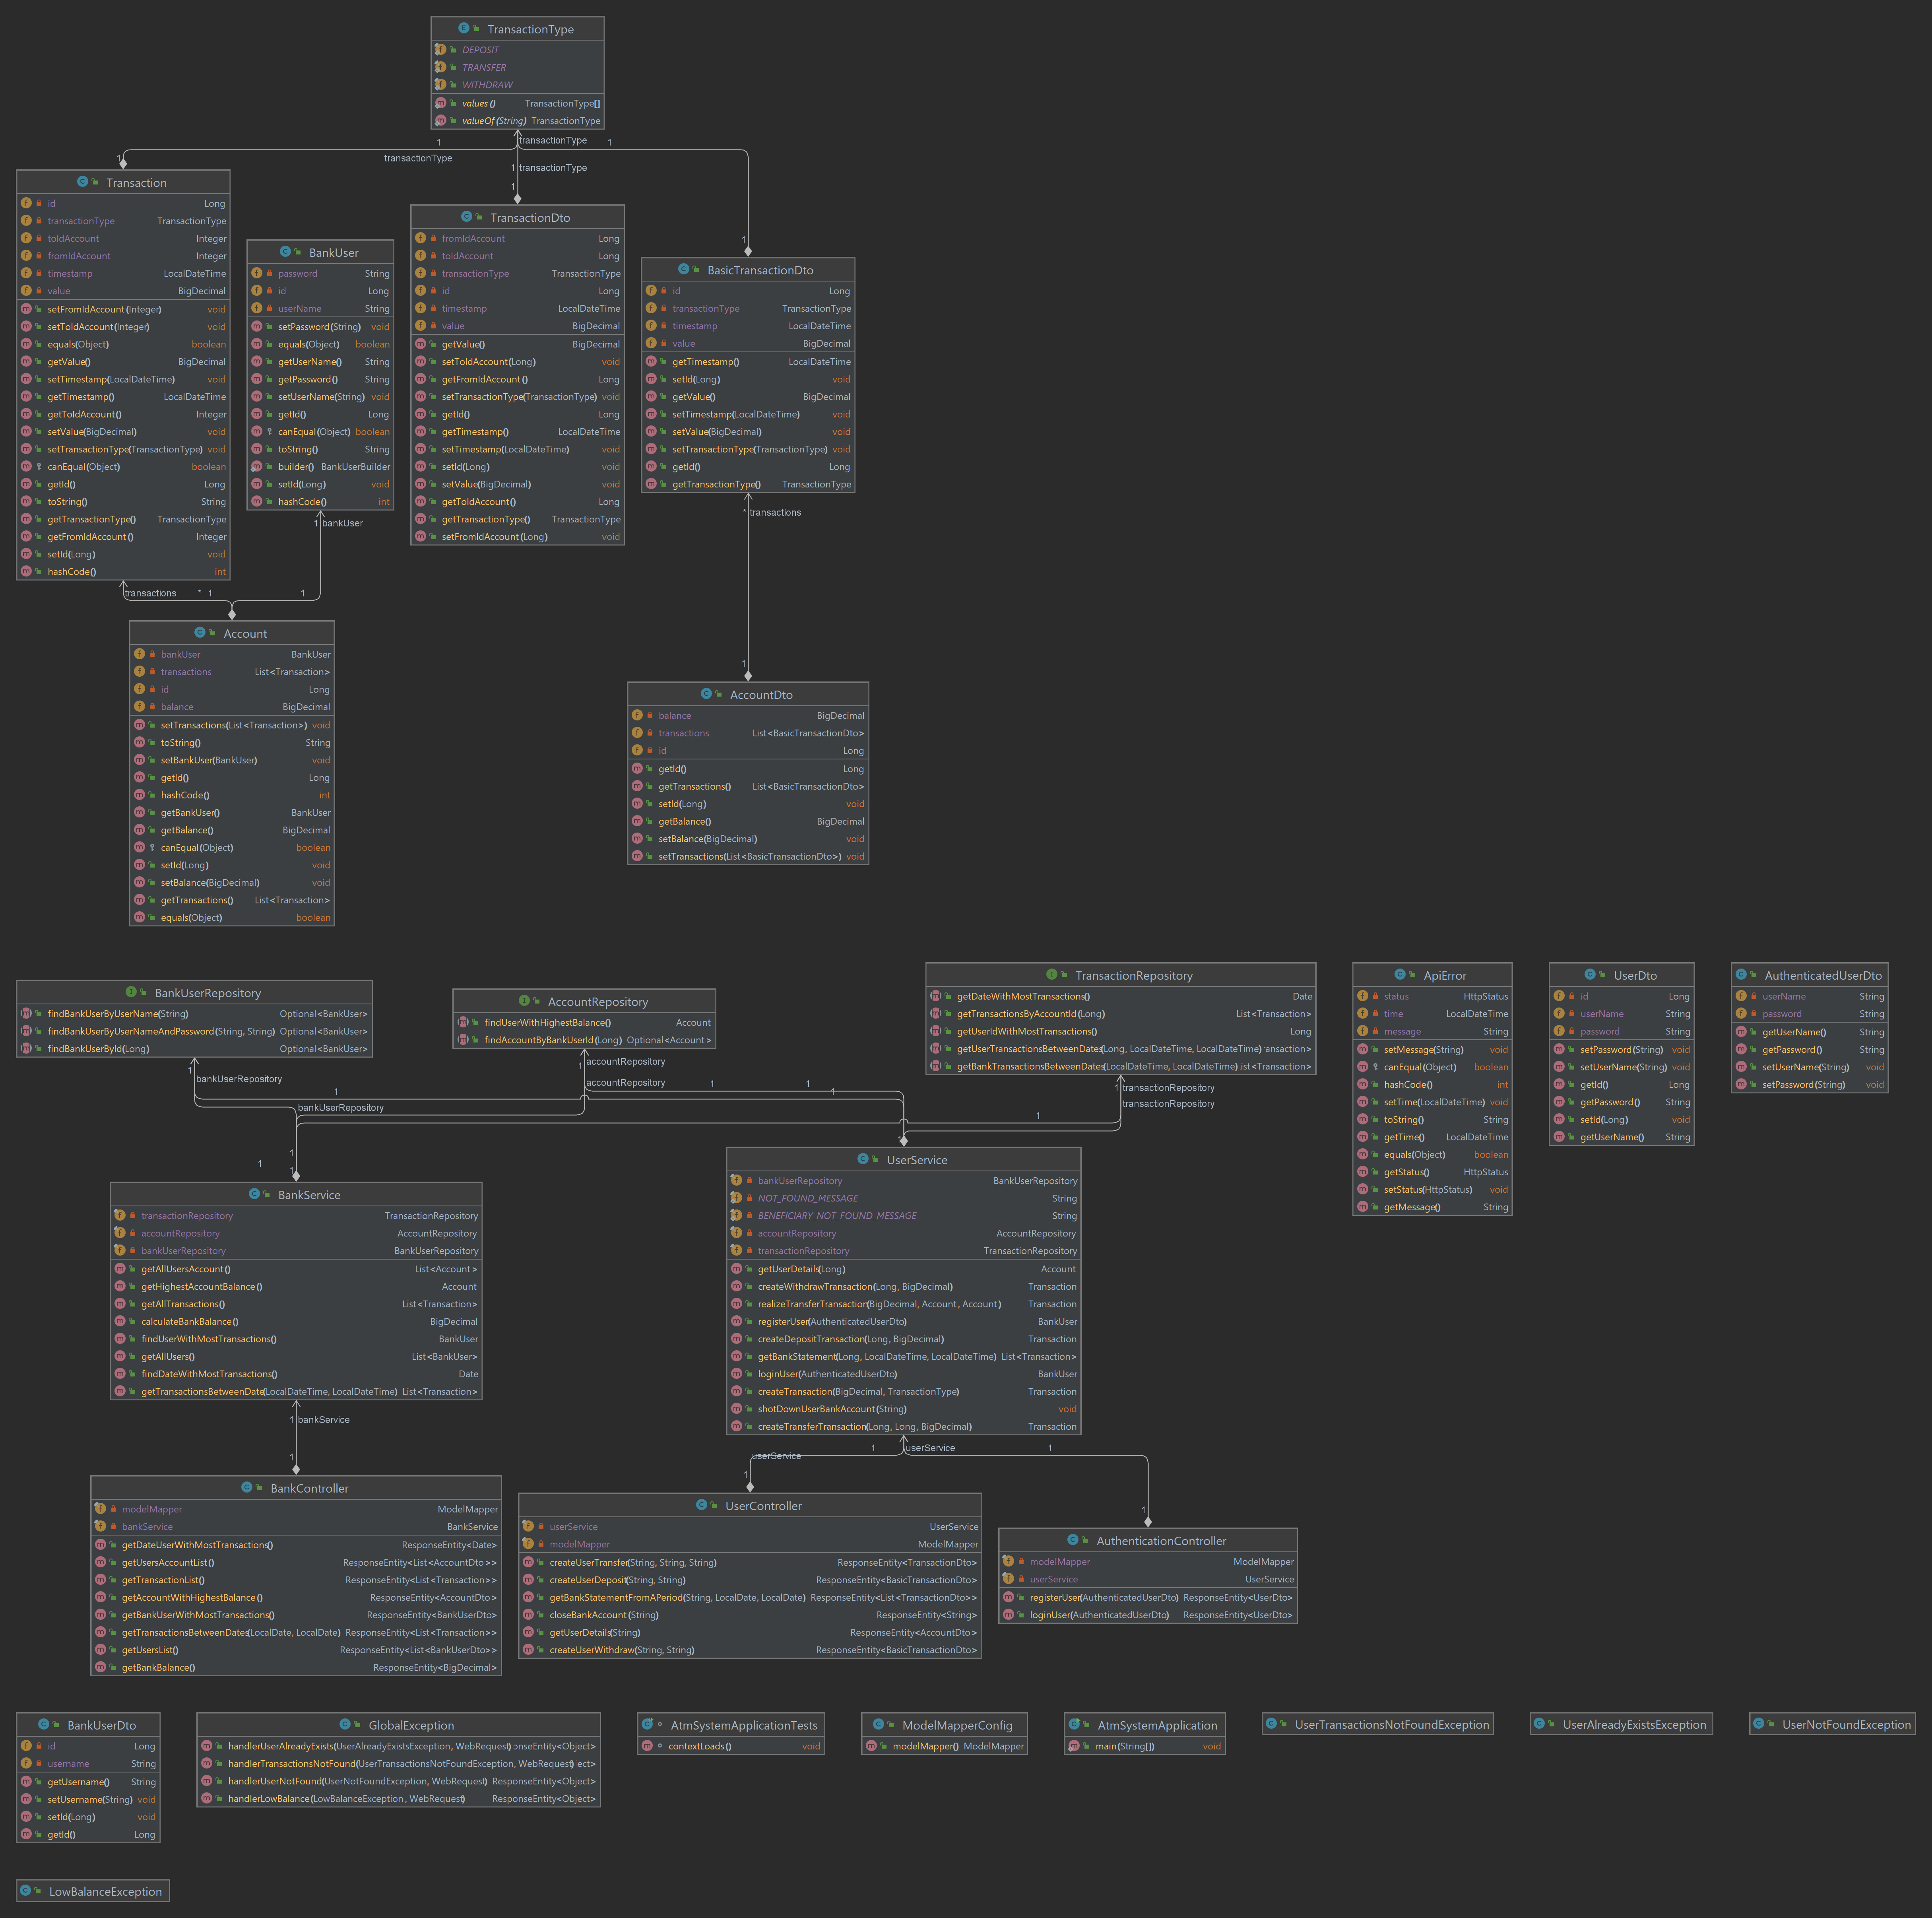 TransactionType
DEPOSIT
TRANSFER
WITHDRAW
values() TransactionType[]
valueOf(String) TransactionType
1 transactionType 1
transactionType
1 transactionType
1
1
1
Transaction
id Long
transactionType TransactionType
toIdAccount Integer
fromIdAccount Integer
timestamp LocalDateTime
value BigDecimal
setFromIdAccount(Integer) void
setToIdAccount(Integer) void
equals(Object) boolean
getValue() BigDecimal
setTimestamp(LocalDateTime) void
getTimestamp() LocalDateTime
getToIdAccount() Integer
setValue(BigDecimal) void
setTransactionType(TransactionType) void
canEqual(Object) boolean
getId() Long
toString() String
getTransactionType() TransactionType
getFromIdAccount() Integer
setId(Long) void
hashCode() int
BankUser
password String
id Long
userName String
setPassword(String) void
equals(Object) boolean
getUserName() String
getPassword() String
setUserName(String) void
getId() Long
canEqual(Object) boolean
toString() String
builder() BankUserBuilder
setId(Long) void
hashCode() int
TransactionDto
fromIdAccount Long
toIdAccount Long
transactionType TransactionType
id Long
timestamp LocalDateTime
value BigDecimal
getValue() BigDecimal
setToIdAccount(Long) void
getFromIdAccount() Long
setTransactionType(TransactionType) void
getId() Long
getTimestamp() LocalDateTime
setTimestamp(LocalDateTime) void
setId(Long) void
setValue(BigDecimal) void
getToIdAccount() Long
getTransactionType() TransactionType
setFromIdAccount(Long) void
BasicTransactionDto
id Long
transactionType TransactionType
timestamp LocalDateTime
value BigDecimal
getTimestamp() LocalDateTime
setId(Long) void
getValue() BigDecimal
setTimestamp(LocalDateTime) void
setValue(BigDecimal) void
setTransactionType(TransactionType) void
getId() Long
getTransactionType() TransactionType
1 bankUser
* transactions
transactions * 1 1
1
Account
bankUser BankUser
transactions List<Transaction>
id Long
balance BigDecimal
setTransactions(List<Transaction>) void
toString() String
setBankUser(BankUser) void
getId() Long
hashCode() int
getBankUser() BankUser
getBalance() BigDecimal
canEqual(Object) boolean
setId(Long) void
setBalance(BigDecimal) void
getTransactions() List<Transaction>
equals(Object) boolean
AccountDto
balance BigDecimal
transactions List<BasicTransactionDto>
id Long
getId() Long
getTransactions() List<BasicTransactionDto>
setId(Long) void
getBalance() BigDecimal
setBalance(BigDecimal) void
setTransactions(List<BasicTransactionDto>) void
BankUserRepository
findBankUserByUserName(String) Optional<BankUser>
findBankUserByUserNameAndPassword(String, String) Optional<BankUser>
findBankUserById(Long) Optional<BankUser>
AccountRepository
findUserWithHighestBalance() Account
findAccountByBankUserId(Long) Optional<Account>
TransactionRepository
getDateWithMostTransactions() Date
getTransactionsByAccountId(Long) List<Transaction>
getUserIdWithMostTransactions() Long
getUserTransactionsBetweenDates(Long, LocalDateTime, LocalDateTime) ransaction>
getBankTransactionsBetweenDates(LocalDateTime, LocalDateTime) ist<Transaction>
ApiError
status HttpStatus
time LocalDateTime
message String
setMessage(String) void
canEqual(Object) boolean
hashCode() int
setTime(LocalDateTime) void
toString() String
getTime() LocalDateTime
equals(Object) boolean
getStatus() HttpStatus
setStatus(HttpStatus) void
getMessage() String
UserDto
id Long
userName String
password String
setPassword(String) void
setUserName(String) void
getId() Long
getPassword() String
setId(Long) void
getUserName() String
AuthenticatedUserDto
userName String
password String
getUserName() String
getPassword() String
setUserName(String) void
setPassword(String) void
accountRepository
1 1
bankUserRepository
accountRepository 1 1
1 transactionRepository
1 1
bankUserRepository
transactionRepository
1
1
1
1 1
BankService
transactionRepository TransactionRepository
accountRepository AccountRepository
bankUserRepository BankUserRepository
getAllUsersAccount() List<Account>
getHighestAccountBalance() Account
getAllTransactions() List<Transaction>
calculateBankBalance() BigDecimal
findUserWithMostTransactions() BankUser
getAllUsers() List<BankUser>
findDateWithMostTransactions() Date
getTransactionsBetweenDate(LocalDateTime, LocalDateTime) List<Transaction>
UserService
bankUserRepository BankUserRepository
NOT_FOUND_MESSAGE String
BENEFICIARY_NOT_FOUND_MESSAGE String
accountRepository AccountRepository
transactionRepository TransactionRepository
getUserDetails(Long) Account
createWithdrawTransaction(Long, BigDecimal) Transaction
realizeTransferTransaction(BigDecimal, Account, Account) Transaction
registerUser(AuthenticatedUserDto) BankUser
createDepositTransaction(Long, BigDecimal) Transaction
getBankStatement(Long, LocalDateTime, LocalDateTime) List<Transaction>
loginUser(AuthenticatedUserDto) BankUser
createTransaction(BigDecimal, TransactionType) Transaction
shotDownUserBankAccount(String) void
createTransferTransaction(Long, Long, BigDecimal) Transaction
1 bankService
1
1 userService 1
userService
1
1
BankController
modelMapper ModelMapper
bankService BankService
getDateUserWithMostTransactions() ResponseEntity<Date>
getUsersAccountList() ResponseEntity<List<AccountDto>>
getTransactionList() ResponseEntity<List<Transaction>>
getAccountWithHighestBalance() ResponseEntity<AccountDto>
getBankUserWithMostTransactions() ResponseEntity<BankUserDto>
getTransactionsBetweenDates(LocalDate, LocalDate) ResponseEntity<List<Transaction>>
getUsersList() ResponseEntity<List<BankUserDto>>
getBankBalance() ResponseEntity<BigDecimal>
UserController
userService UserService
modelMapper ModelMapper
createUserTransfer(String, String, String) ResponseEntity<TransactionDto>
createUserDeposit(String, String) ResponseEntity<BasicTransactionDto>
getBankStatementFromAPeriod(String, LocalDate, LocalDate) ResponseEntity<List<TransactionDto>>
closeBankAccount(String) ResponseEntity<String>
getUserDetails(String) ResponseEntity<AccountDto>
createUserWithdraw(String, String) ResponseEntity<BasicTransactionDto>
AuthenticationController
modelMapper ModelMapper
userService UserService
registerUser(AuthenticatedUserDto) ResponseEntity<UserDto>
loginUser(AuthenticatedUserDto) ResponseEntity<UserDto>
BankUserDto
id Long
username String
getUsername() String
setUsername(String) void
setId(Long) void
getId() Long
GlobalException
handlerUserAlreadyExists(UserAlreadyExistsException, WebRequest) onseEntity<Object>
handlerTransactionsNotFound(UserTransactionsNotFoundException, WebRequest) ect>
handlerUserNotFound(UserNotFoundException, WebRequest) ResponseEntity<Object>
handlerLowBalance(LowBalanceException, WebRequest) ResponseEntity<Object>
AtmSystemApplicationTests
contextLoads() void
ModelMapperConfig
modelMapper() ModelMapper
AtmSystemApplication
main(String[]) void
UserTransactionsNotFoundException
UserAlreadyExistsException
UserNotFoundException
LowBalanceException